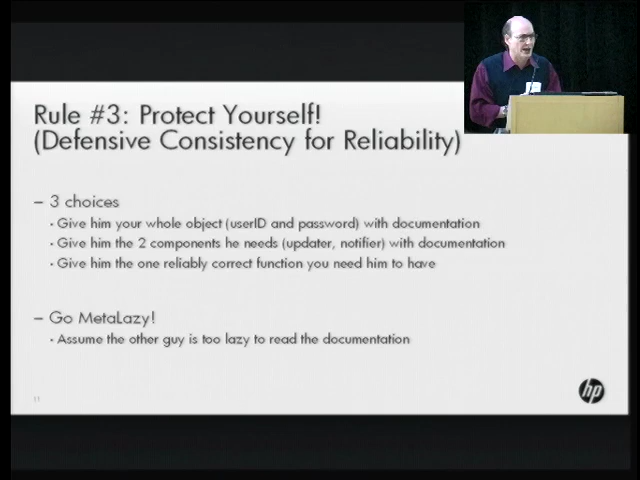 Rule #3: Protect Yourself!
(Defensive Consistency for Reliability)
– 3 choices
• Give him your whole object (userID and password) with documentation
• Give him the 2 components he needs (updater, notifier) with documentation
• Give him the one reliably correct function you need him to have
– Go MetaLazy!
• Assume the other guy is too lazy to read the documentation
hp